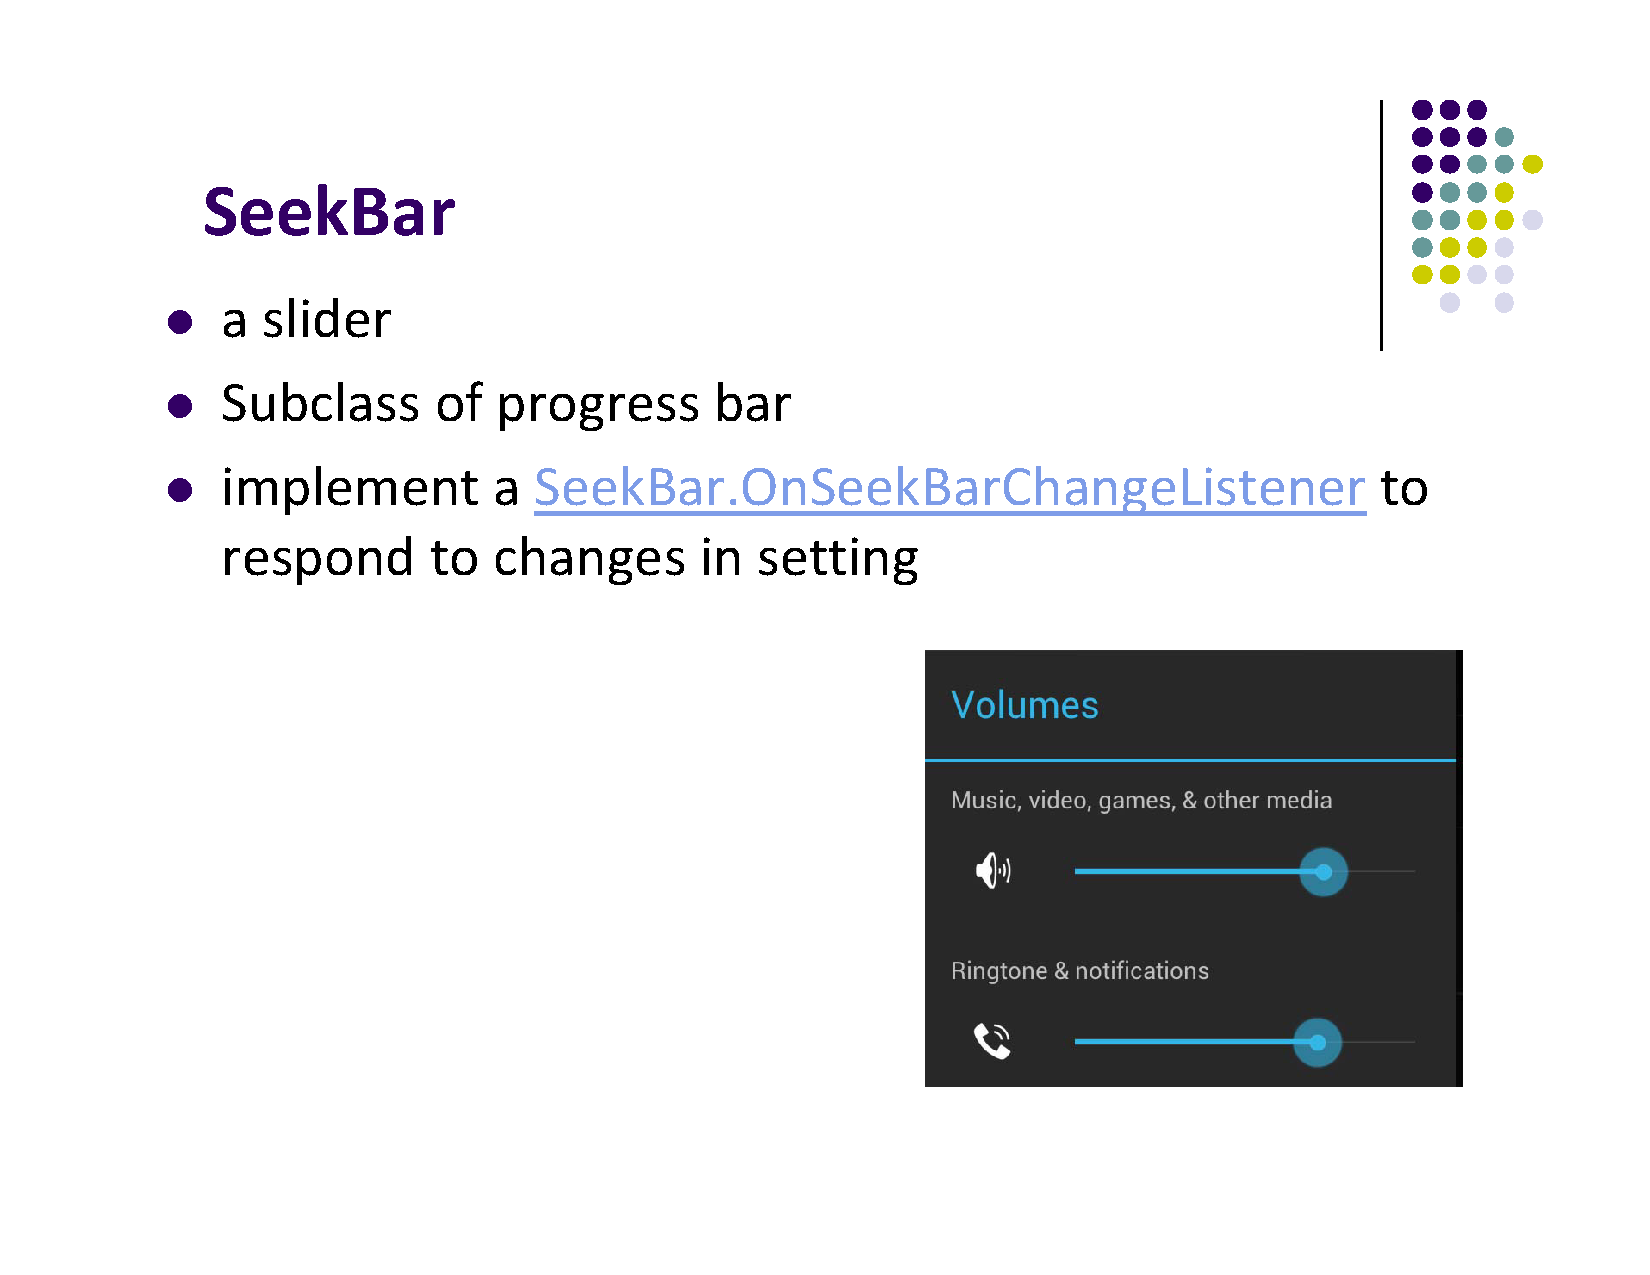 SeekBar
a slider
Subclass of progress bar
implement a SeekBar.OnSeekBarChangeListener to
respond to changes in setting
Volumes
Music, video, games, & other media
Ringtone & notifications